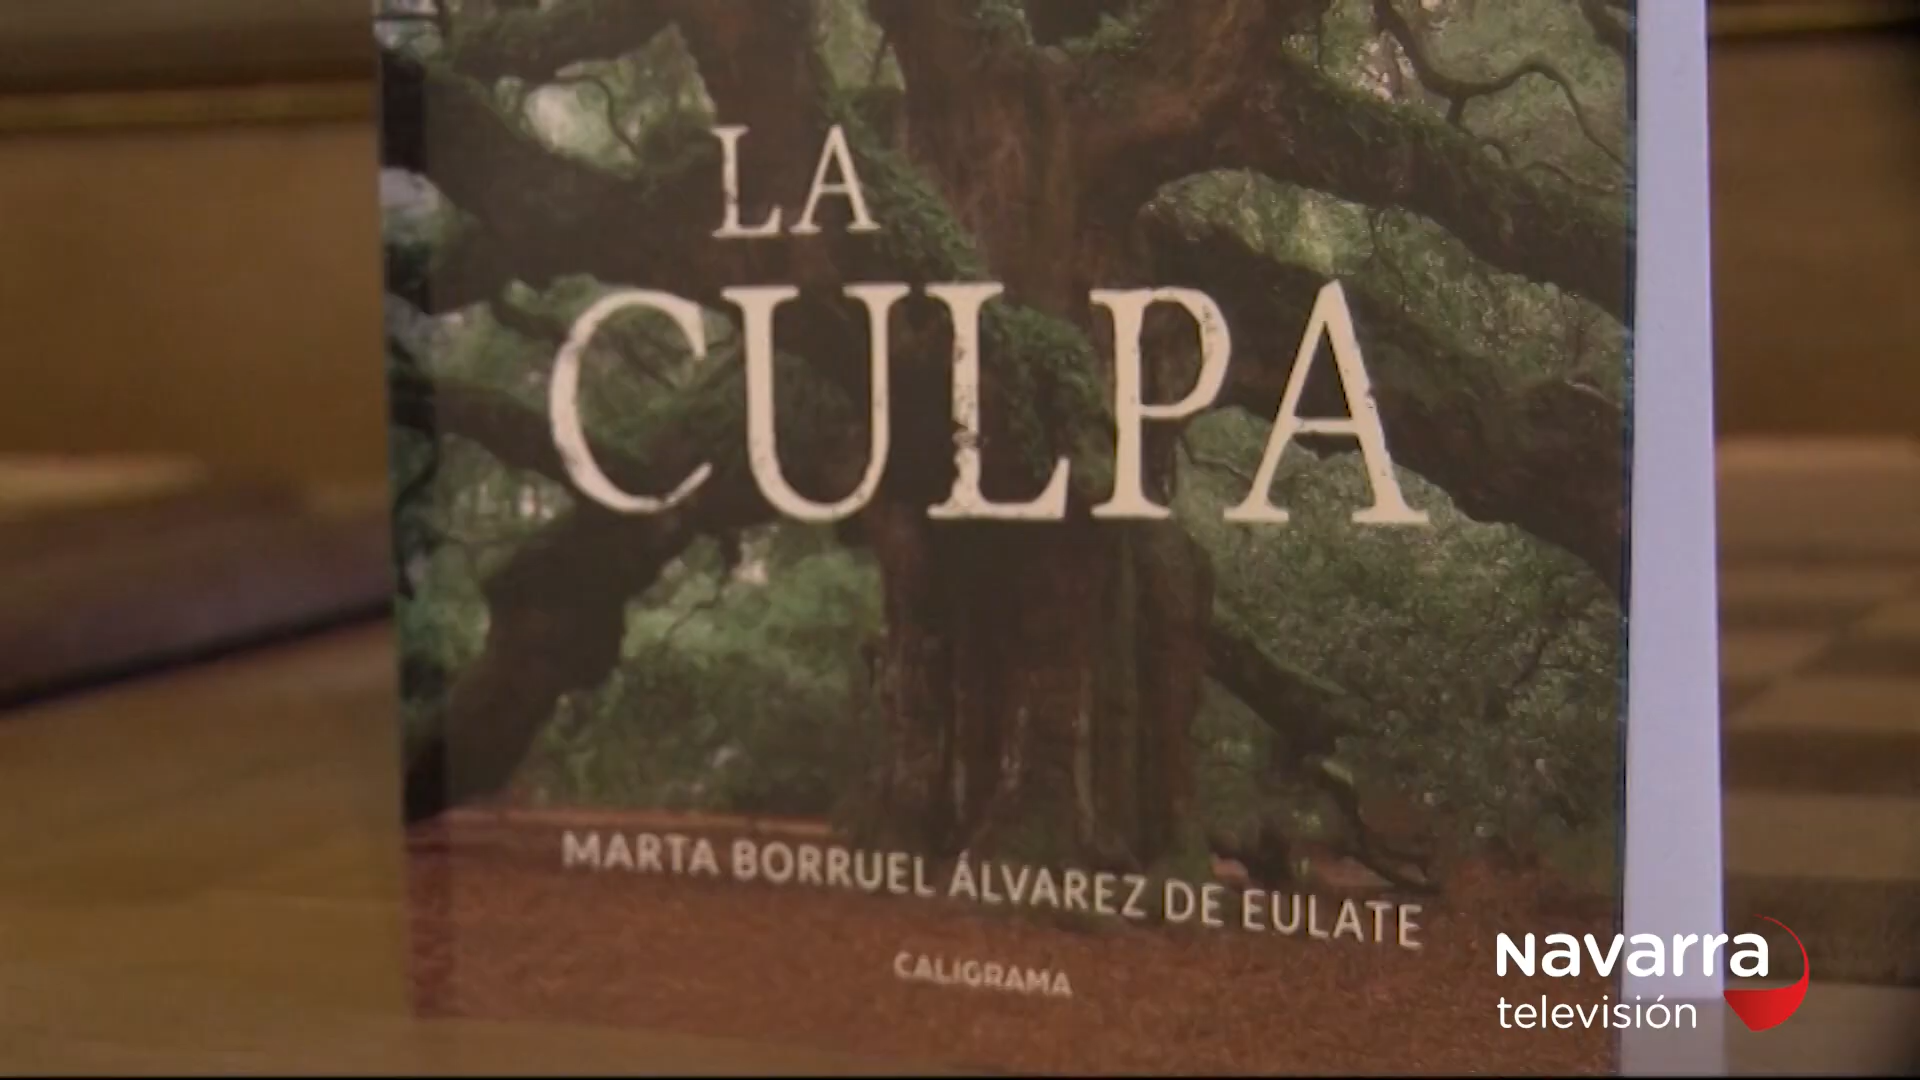 LA
CULPA
MARTA BORRUEL ÁLVAREZ DE EULATE
CALIGRAMA
Navarra
televisión